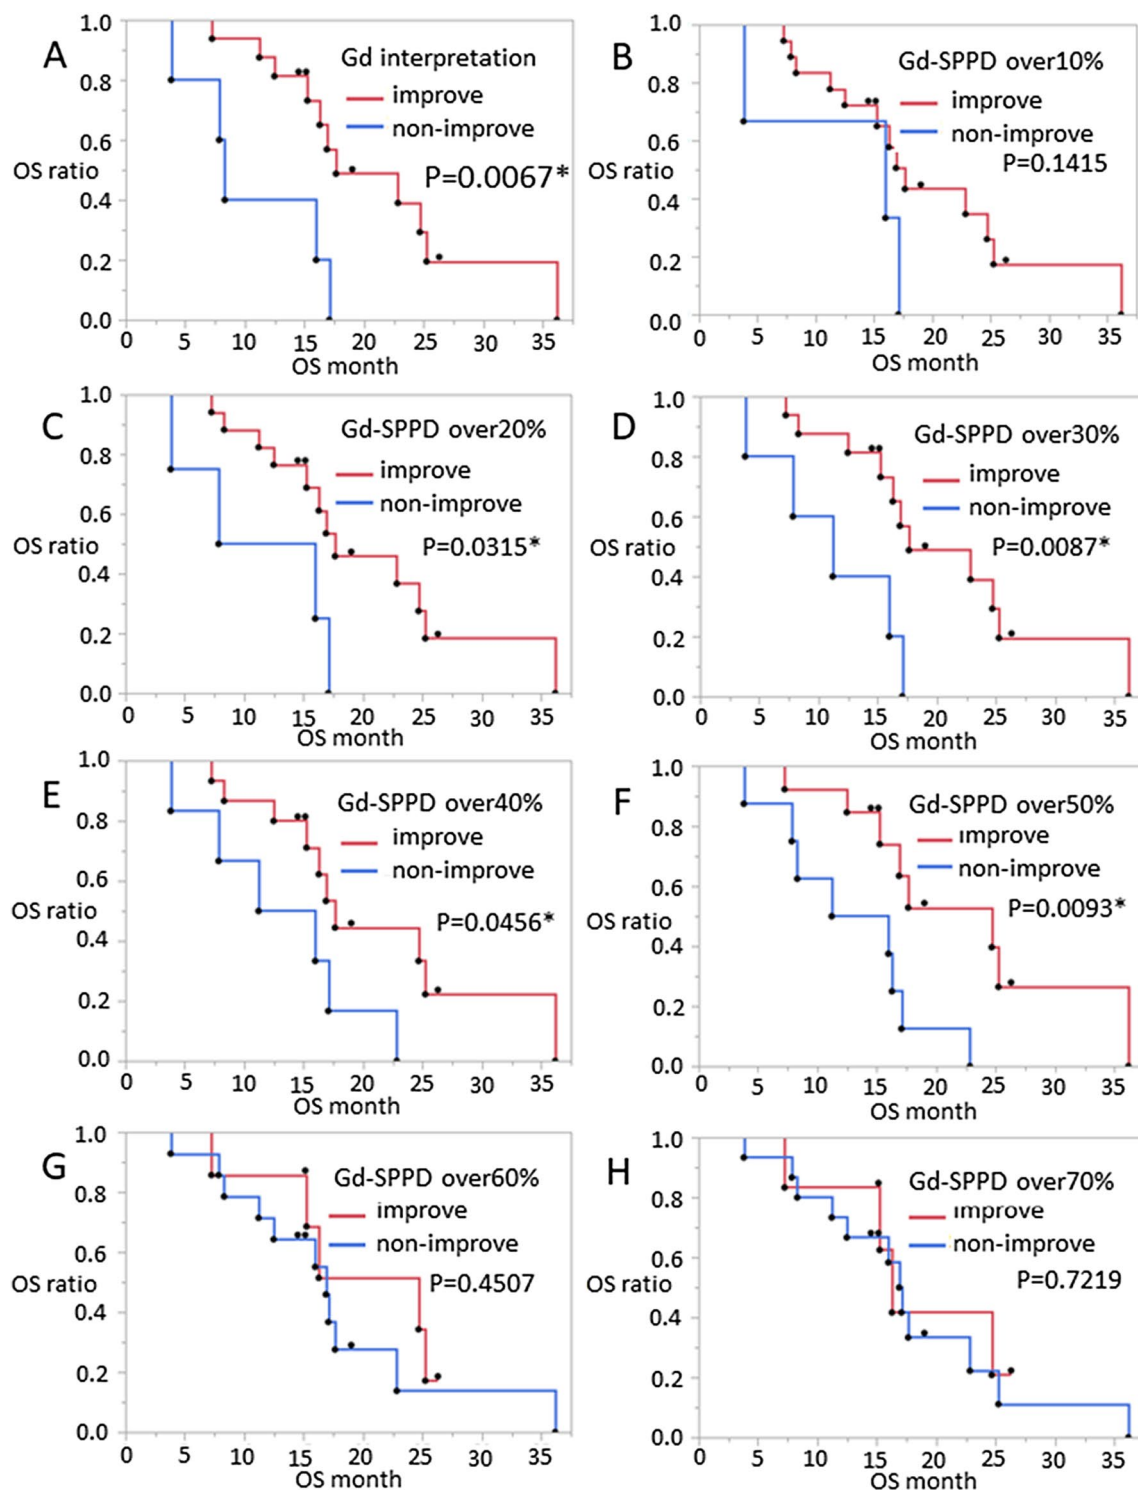 A
Gd interpretation
improve
non-improve
P=0.0067*
OS ratio
1.0
0.8
0.6
0.4
0.2
0.0
0 5 10 15 20 25 30 35
OS month
B
Gd-SPPD over10%
improve
non-improve
P=0.1415
OS ratio
1.0
0.8
0.6
0.4
0.2
0.0
0 5 10 15 20 25 30 35
OS month
C
Gd-SPPD over20%
improve
non-improve
P=0.0315*
OS ratio
1.0
0.8
0.6
0.4
0.2
0.0
0 5 10 15 20 25 30 35
OS month
D
Gd-SPPD over30%
improve
non-improve
P=0.0087*
OS ratio
1.0
0.8
0.6
0.4
0.2
0.0
0 5 10 15 20 25 30 35
OS month
E
Gd-SPPD over40%
improve
non-improve
P=0.0456*
OS ratio
1.0
0.8
0.6
0.4
0.2
0.0
0 5 10 15 20 25 30 35
OS month
F
Gd-SPPD over50%
improve
non-improve
P=0.0093*
OS ratio
1.0
0.8
0.6
0.4
0.2
0.0
0 5 10 15 20 25 30 35
OS month
G
Gd-SPPD over60%
improve
non-improve
P=0.4507
OS ratio
1.0
0.8
0.6
0.4
0.2
0.0
0 5 10 15 20 25 30 35
OS month
H
Gd-SPPD over70%
improve
non-improve
P=0.7219
OS ratio
1.0
0.8
0.6
0.4
0.2
0.0
0 5 10 15 20 25 30 35
OS month